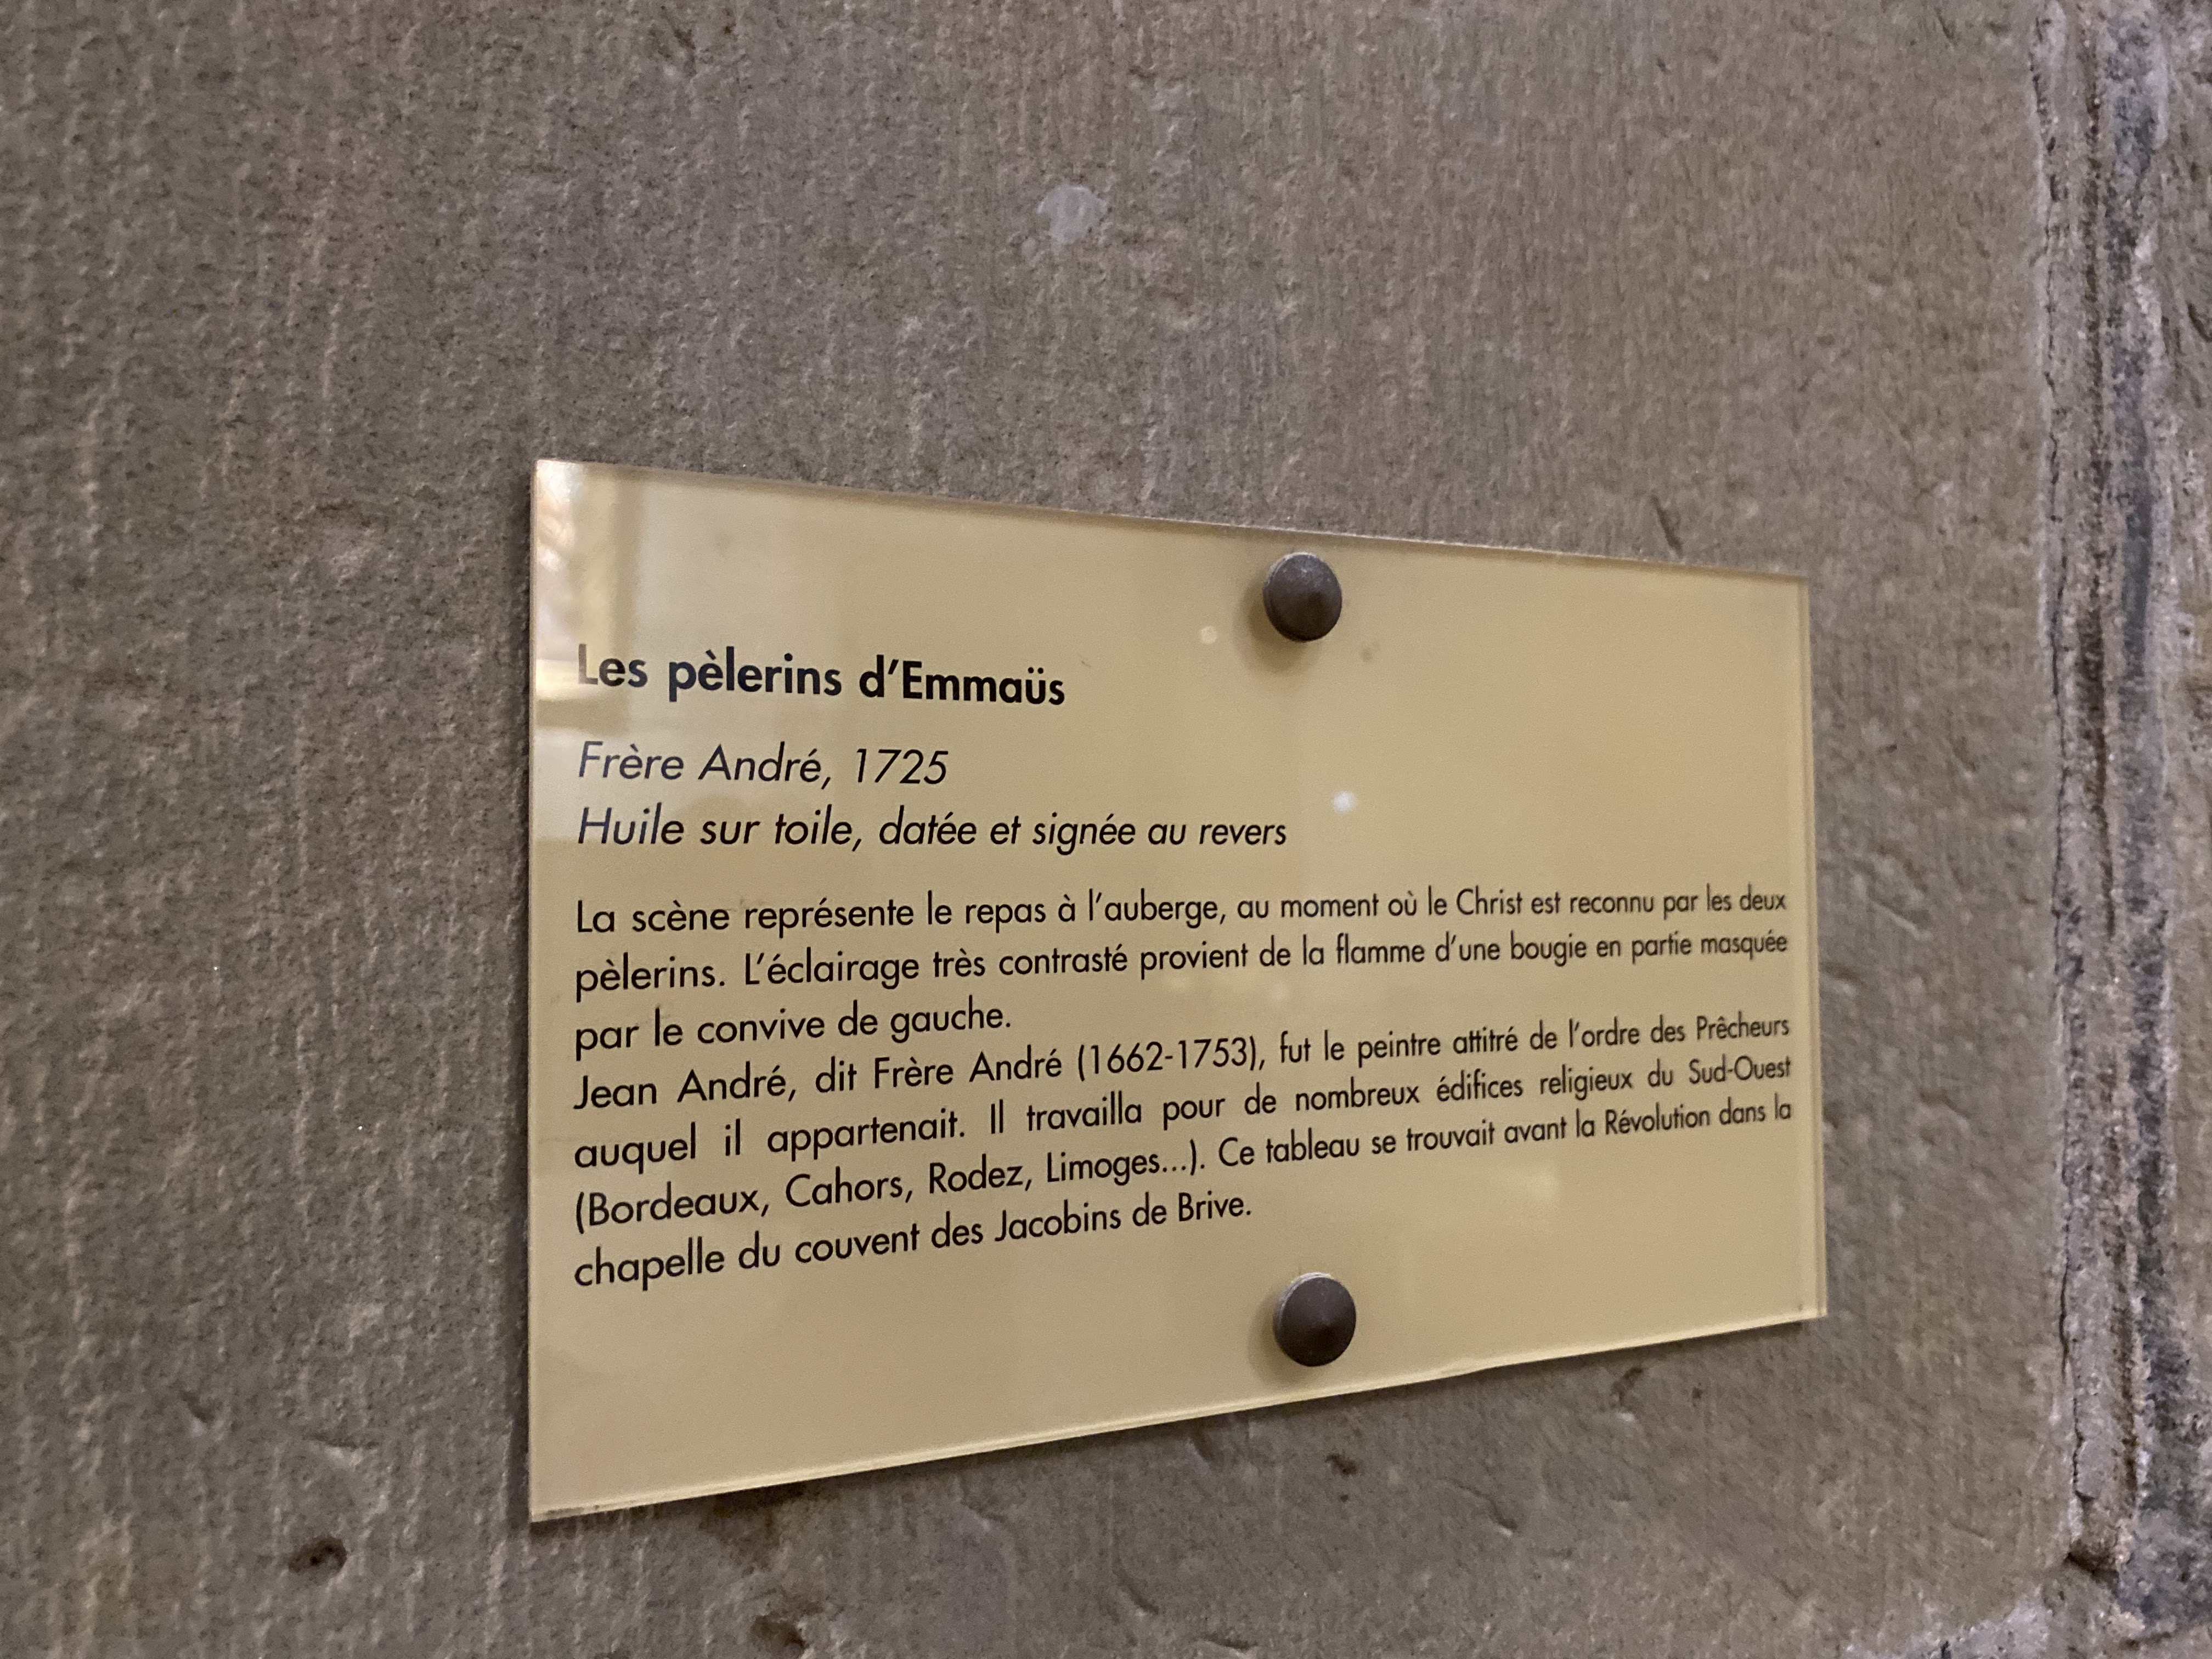 Les pèlerins d'Emmaüs
Frère André, 1725
Huile sur toile, datée et signée au revers
La scène représente le repas à l'auberge, au moment où le Christ est reconnu par les deux
pèlerins. L'éclairage très contrasté provient de la flamme d'une bougie en partie masquée
par le convive de gauche.
Jean André, dit Frère André (1662-1753), fut le peintre attitré de l'ordre des Prêcheurs
auquel il appartenait. Il travailla pour de nombreux édifices religieux du Sud-Ouest
(Bordeaux, Cahors, Rodez, Limoges...). Ce tableau se trouvait avant la Révolution dans la
chapelle du couvent des Jacobins de Brive.